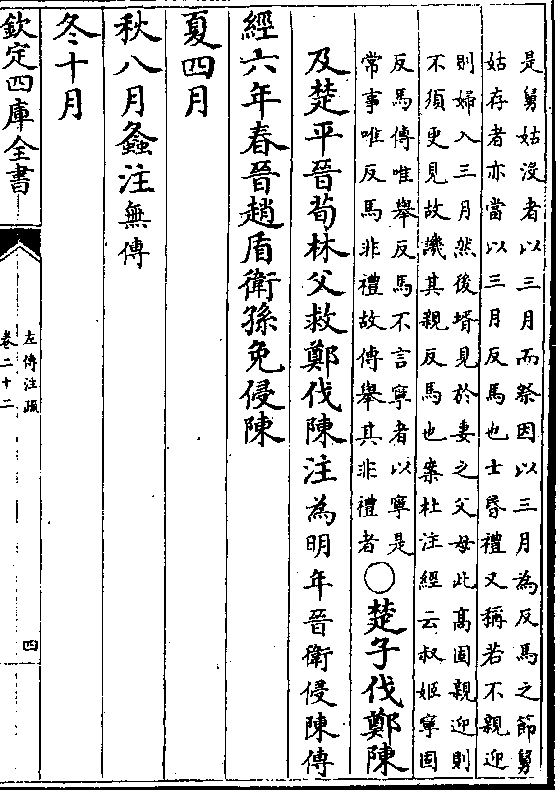 是舅姑沒者以三月而祭因以三月為反馬之節舅
姑存者亦當以三月反馬也士昬禮又稱若不親迎
則婦入三月然後壻見於妻之父母此高固親迎則
不須更見故譏其親反馬也案杜注經云叔姬寧固
反馬傳唯舉反馬不言寧者以寧是
常事唯反馬非禮故傳舉其非禮者○楚子伐鄭陳
及楚平晉荀林父救鄭伐陳注為明年晉衛侵陳傳
經六年春晉趙盾衛孫免侵陳
夏四月
秋八月螽注無傳
冬十月
欽定四庫全書
左傳注疏
卷二十二
四